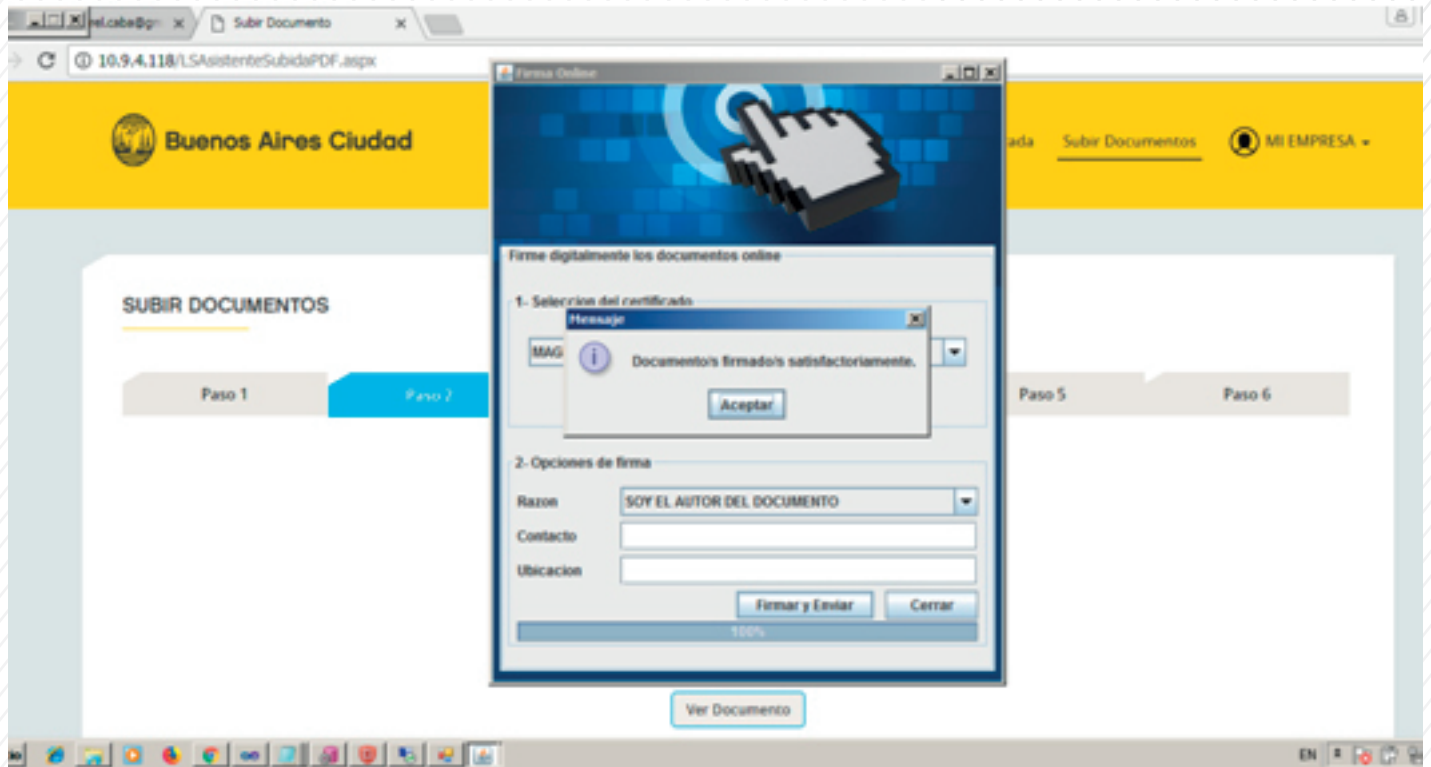 Subir Documento
10.9.4.118/LSAsistenteSubidaPDF.aspx
Firma Online
Buenos Aires Ciudad
ada
Subir Documentos
MI EMPRESA
Firme digitalmente los documentos online
SUBIR DOCUMENTOS
1- Seleccion del certificado
Mensaje
MAG
Documento/s firmado/s satisfactoriamente.
Aceptar
Paso 1
Paso 2
Paso 5
Paso 6
2- Opciones de firma
Razon
SOY EL AUTOR DEL DOCUMENTO
Contacto
Ubicacion
Firmar y Enviar
Cerrar
100%
Ver Documento
EN